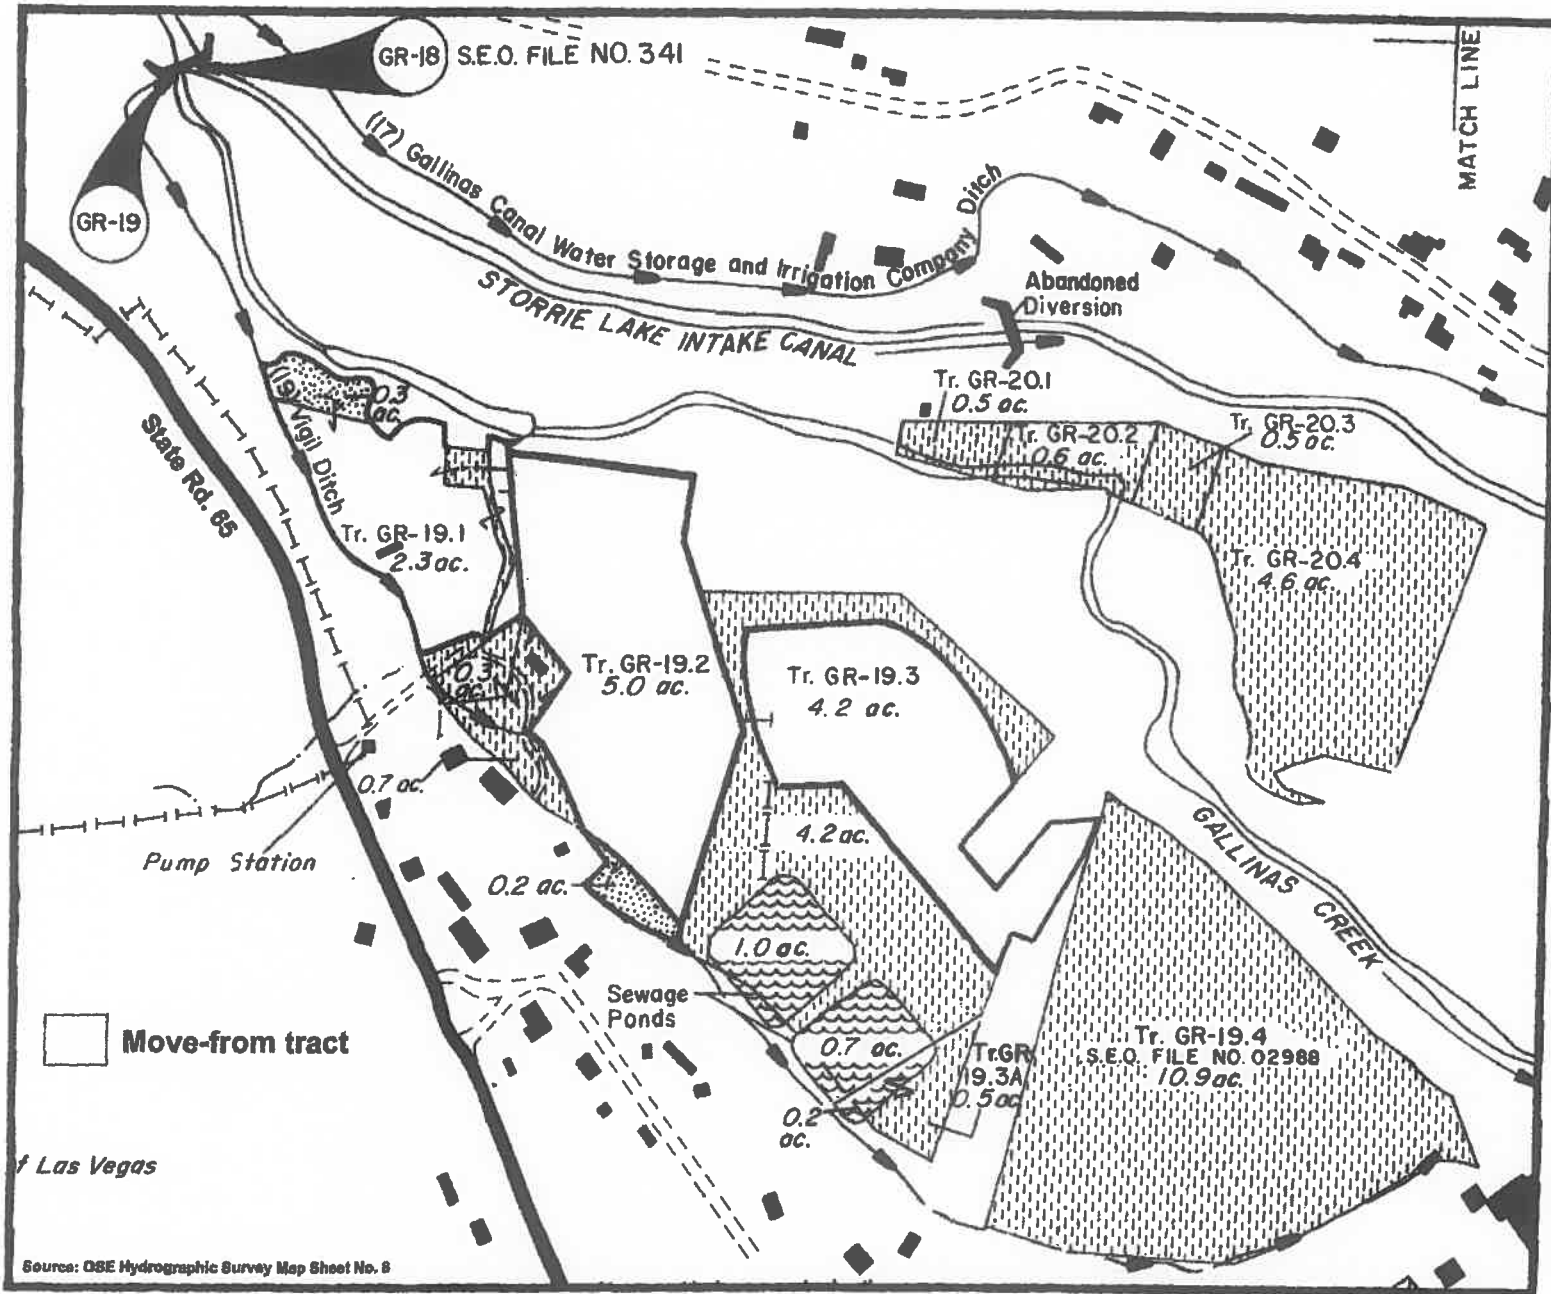 GR-18
S.E.O. FILE NO. 341
MATCH LINE
(17) Gallinas Canal Water Storage and Irrigation Company Ditch
GR-19
STORRIE LAKE INTAKE CANAL
Abandoned
Diversion
Tr. GR-20.1
0.5 ac.
0.3
ac.
(19) Vigil Ditch
State Rd. 65
Tr. GR-20.2
0.6 ac.
Tr. GR-20.3
0.5 ac.
Tr. GR-19.1
2.3 ac.
Tr. GR-20.4
4.6 ac.
0.3
ac.
Tr. GR-19.2
5.0 ac.
Tr. GR-19.3
4.2 ac.
0.7 ac.
Pump Station
4.2 ac.
0.2 ac.
GALLINAS CREEK
1.0 ac.
Sewage
Ponds
0.7 ac.
Tr. GR
19.3A
0.5 ac
Tr. GR-19.4
S.E.O. FILE NO. 02988
10.9 ac.
Move-from tract
0.2
ac.
f Las Vegas
Source: OSE Hydrographic Survey Map Sheet No. 8